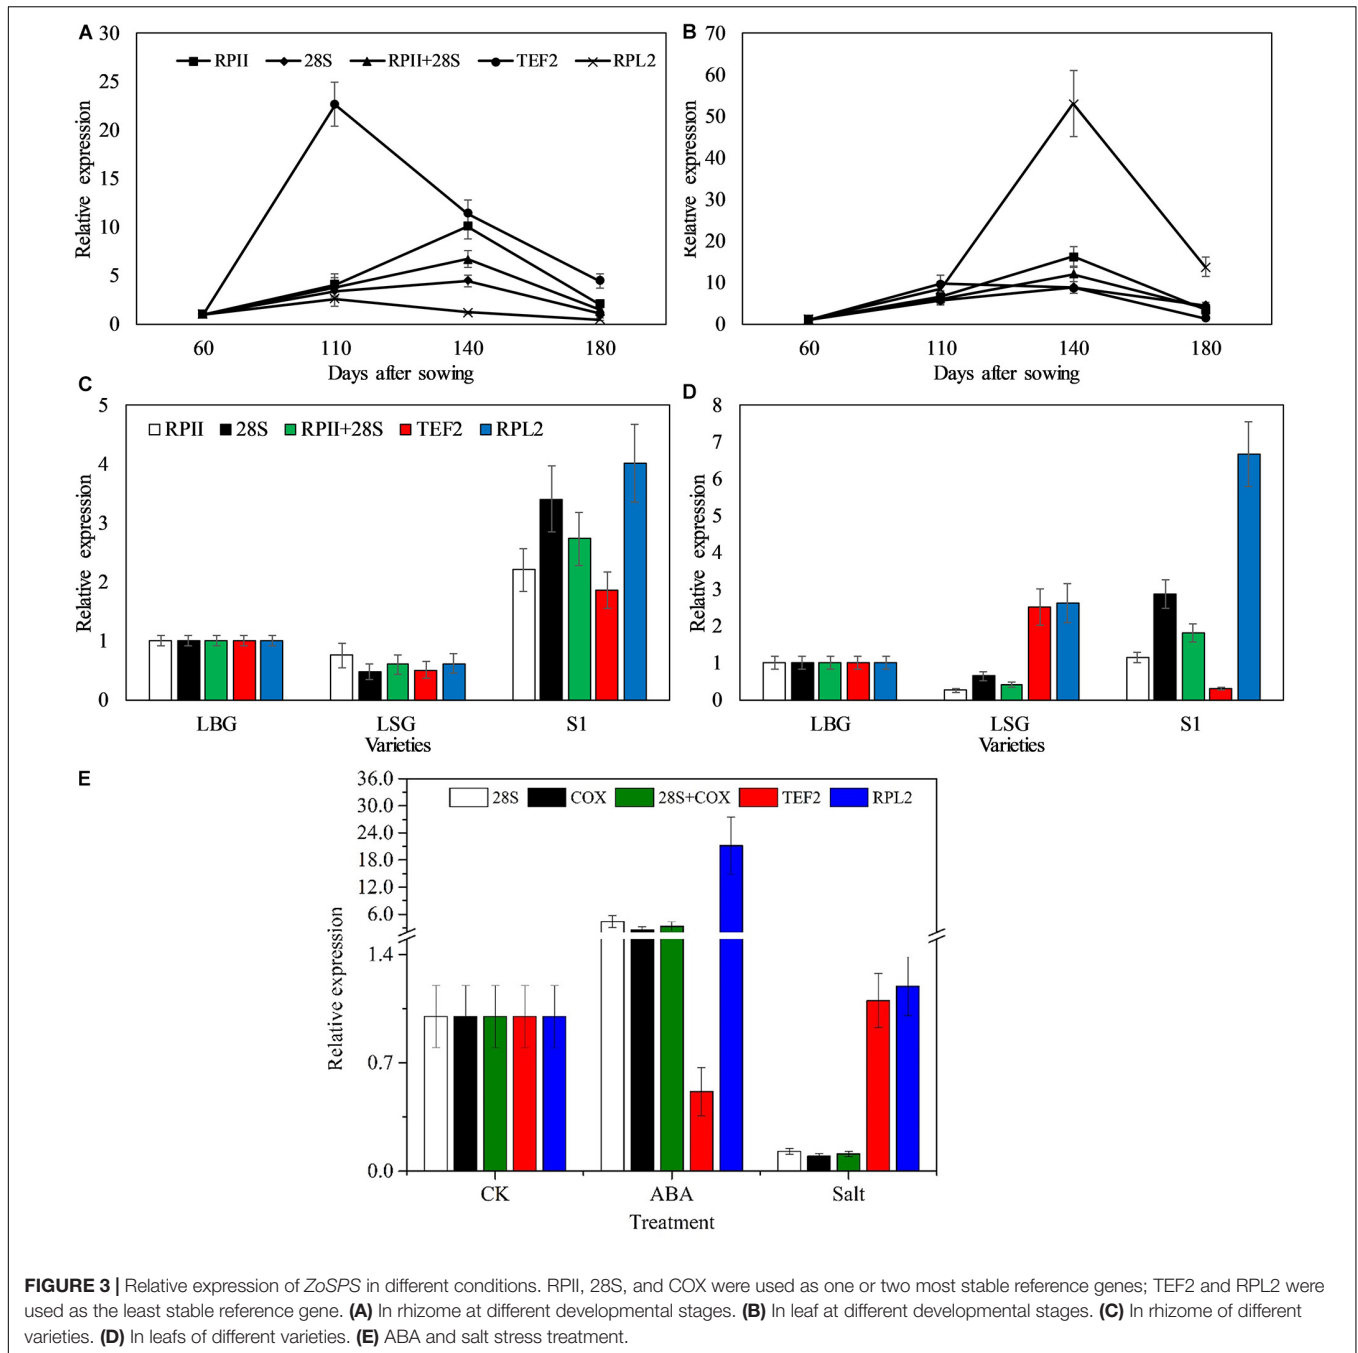 A
30
25
20
15
10
5
0
Relative expression
RPII 28S RPII+28S TEF2 RPL2
60 110 140 180
Days after sowing
B
70
60
50
40
30
20
10
0
Relative expression
60 110 140 180
Days after sowing
C
5
4
3
2
1
0
Relative expression
RPII 28S RPII+28S TEF2 RPL2
LBG LSG S1
Varieties
D
8
7
6
5
4
3
2
1
0
Relative expression
LBG LSG S1
Varieties
E
36.0
30.0
24.0
18.0
12.0
6.0
1.4
0.7
0.0
Relative expression
28S COX 28S+COX TEF2 RPL2
CK ABA Salt
Treatment
FIGURE 3 | Relative expression of ZoSPS in different conditions. RPII, 28S, and COX were used as one or two most stable reference genes; TEF2 and RPL2 were
used as the least stable reference gene. (A) In rhizome at different developmental stages. (B) In leaf at different developmental stages. (C) In rhizome of different
varieties. (D) In leafs of different varieties. (E) ABA and salt stress treatment.